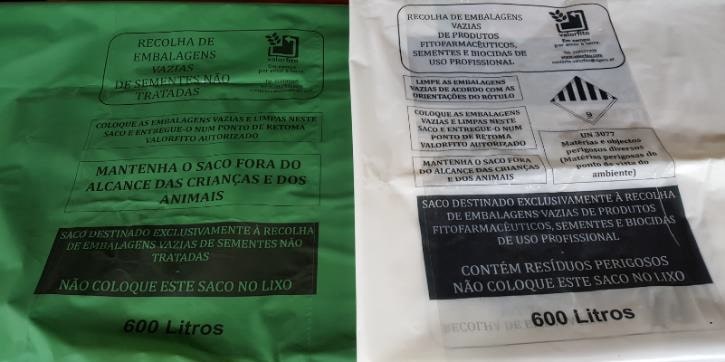 RECOLHA DE
EMBALAGENS
VAZIAS
DE SEMENTES NÃO
TRATADAS
valorfito
COLOQUE AS EMBALAGENS VAZIAS E LIMPAS NESTE
SACO E ENTREGUE-O NUM PONTO DE RETOMA
VALORFITO AUTORIZADO
MANTENHA O SACO FORA DO
ALCANCE DAS CRIANÇAS E DOS
ANIMAIS
SACO DESTINADO EXCLUSIVAMENTE À RECOLHA
DE EMBALAGENS VAZIAS DE SEMENTES NÃO
TRATADAS
NÃO COLOQUE ESTE SACO NO LIXO
600 Litros
RECOLHA DE EMBALAGENS
VAZIAS
DE PRODUTOS
FITOFARMACÊUTICOS,
SEMENTES E BIOCIDAS DE
USO PROFISSIONAL
valorfito
LIMPE AS EMBALAGENS
VAZIAS DE ACORDO COM AS
ORIENTAÇÕES DO RÓTULO
9
COLOQUE AS EMBALAGENS
VAZIAS E LIMPAS NESTE
SACO E ENTREGUE-O NUM
PONTO DE RETOMA
VALORFITO AUTORIZADO
UN 3077
Matérias e objectos
perigosos diversos
(Matérias perigosas do
ponto de vista do
ambiente)
MANTENHA O SACO FORA
DO ALCANCE DAS CRIANÇAS
E DOS ANIMAIS
SACO DESTINADO EXCLUSIVAMENTE À RECOLHA
DE EMBALAGENS VAZIAS DE PRODUTOS
FITOFARMACÊUTICOS, SEMENTES E BIOCIDAS
DE USO PROFISSIONAL
CONTÉM RESÍDUOS PERIGOSOS
NÃO COLOQUE ESTE SACO NO LIXO
600 Litros